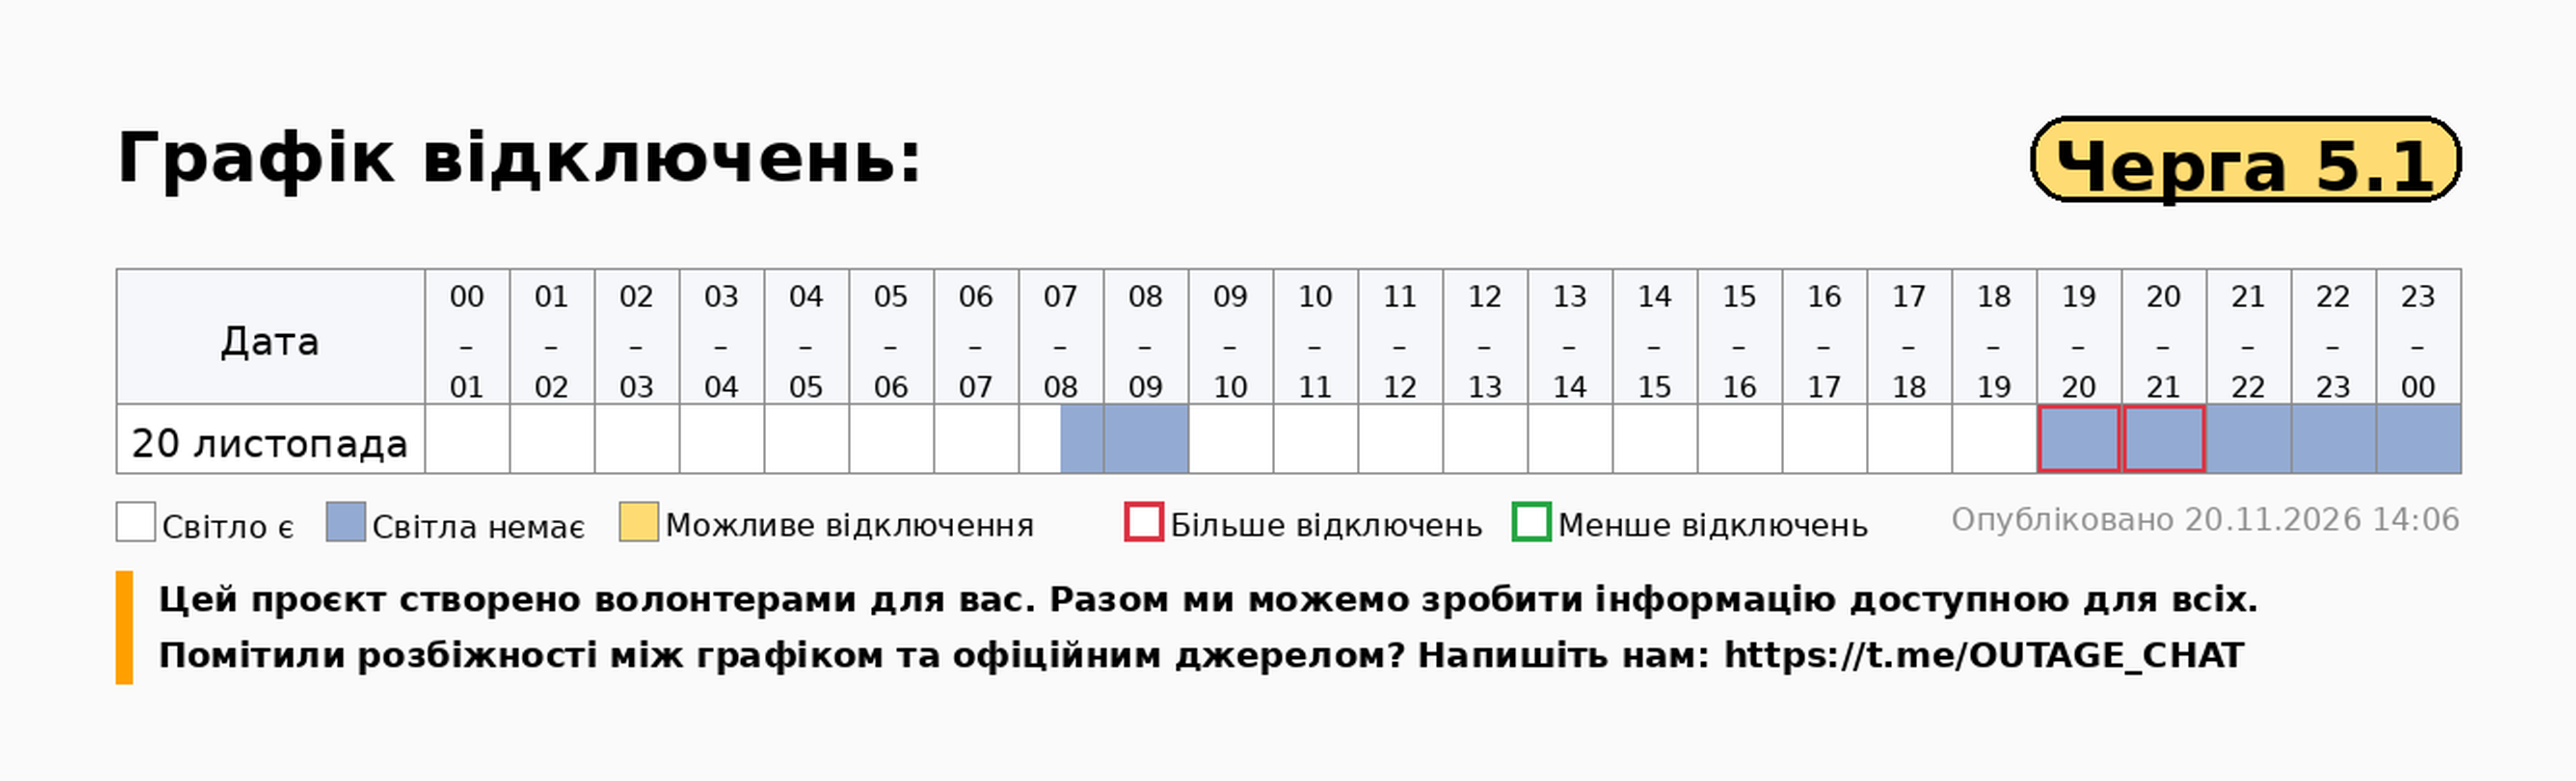 Графік відключень:
Черга 5.1
Дата 00 – 01 01 – 02 02 – 03 03 – 04 04 – 05 05 – 06 06 – 07 07 – 08 08 – 09 09 – 10 10 – 11 11 – 12 12 – 13 13 – 14 14 – 15 15 – 16 16 – 17 17 – 18 18 – 19 19 – 20 20 – 21 21 – 22 22 – 23 23 – 00
20 листопада
Світло є Світла немає Можливе відключення Більше відключень Менше відключень Опубліковано 20.11.2026 14:06
Цей проєкт створено волонтерами для вас. Разом ми можемо зробити інформацію доступною для всіх.
Помітили розбіжності між графіком та офіційним джерелом? Напишіть нам: https://t.me/OUTAGE_CHAT